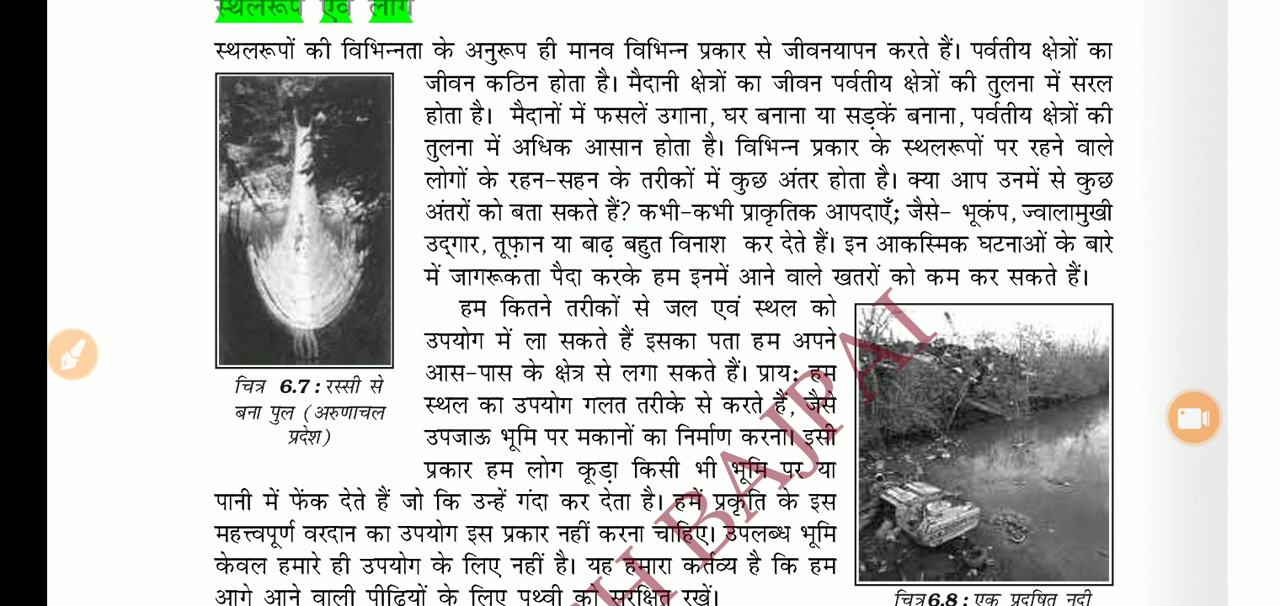 स्थलरूप एवं लोग
स्थलरूपों की विभिन्नता के अनुरूप ही मानव विभिन्न प्रकार से जीवनयापन करते हैं। पर्वतीय क्षेत्रों का
जीवन कठिन होता है। मैदानी क्षेत्रों का जीवन पर्वतीय क्षेत्रों की तुलना में सरल
होता है। मैदानों में फसलें उगाना, घर बनाना या सड़कें बनाना, पर्वतीय क्षेत्रों की
तुलना में अधिक आसान होता है। विभिन्न प्रकार के स्थलरूपों पर रहने वाले
लोगों के रहन-सहन के तरीकों में कुछ अंतर होता है। क्या आप उनमें से कुछ
अंतरों को बता सकते हैं? कभी-कभी प्राकृतिक आपदाएँ; जैसे- भूकंप, ज्वालामुखी
उद्गार, तूफ़ान या बाढ़ बहुत विनाश कर देते हैं। इन आकस्मिक घटनाओं के बारे
में जागरूकता पैदा करके हम इनमें आने वाले खतरों को कम कर सकते हैं।
हम कितने तरीकों से जल एवं स्थल को
उपयोग में ला सकते हैं इसका पता हम अपने
आस-पास के क्षेत्र से लगा सकते हैं। प्राय: हम
स्थल का उपयोग गलत तरीके से करते हैं, जैसे
उपजाऊ भूमि पर मकानों का निर्माण करना। इसी
प्रकार हम लोग कूड़ा किसी भी भूमि पर या
पानी में फेंक देते हैं जो कि उन्हें गंदा कर देता है। हमें प्रकृति के इस
महत्त्वपूर्ण वरदान का उपयोग इस प्रकार नहीं करना चाहिए। उपलब्ध भूमि
केवल हमारे ही उपयोग के लिए नहीं है। यह हमारा कर्तव्य है कि हम
आगे आने वाली पीढ़ियों के लिए पृथ्वी को सुरक्षित रखें।
चित्र 6.7 : रस्सी से
बना पुल (अरुणाचल
प्रदेश)
चित्र 6.8 : एक प्रदूषित नदी
H BAJPAI